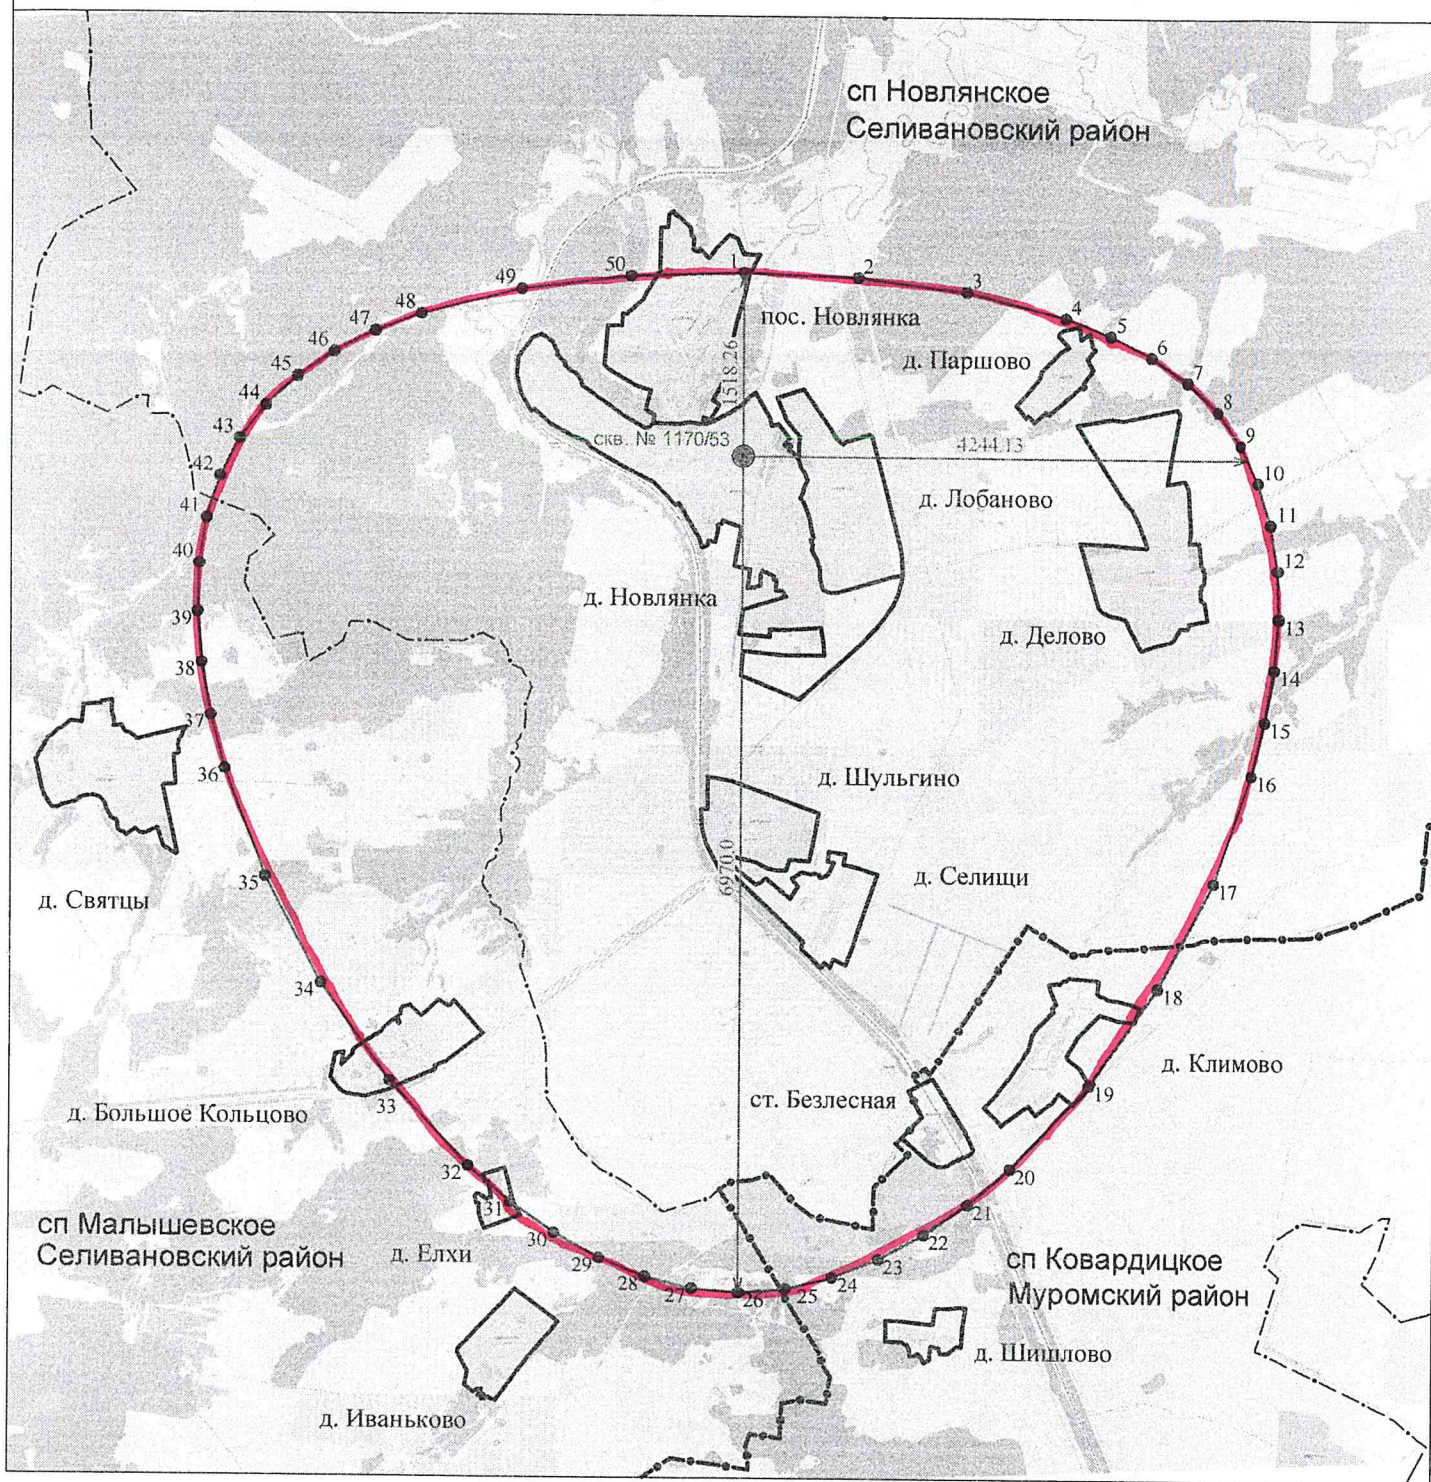 сп Новлянское
Селивановский район
50
1
2
49
3
48
4
47
пос. Новлянка
5
46
д. Паршово
6
45
7
1518.26
44
8
43
скв. № 1170/53
4244.13
9
42
10
41
д. Лобаново
11
40
12
39
д. Новлянка
д. Делово
13
38
14
37
15
36
д. Шульгино
16
6970.0
35
д. Селищи
17
д. Святцы
34
18
33
д. Климово
19
д. Большое Кольцово
ст. Безлесная
32
20
31
21
сп Малышевское
Селивановский район
30
22
д. Елхи
29
23
сп Ковардицкое
Муромский район
28
24
27
26
25
д. Шишлово
д. Иваньково